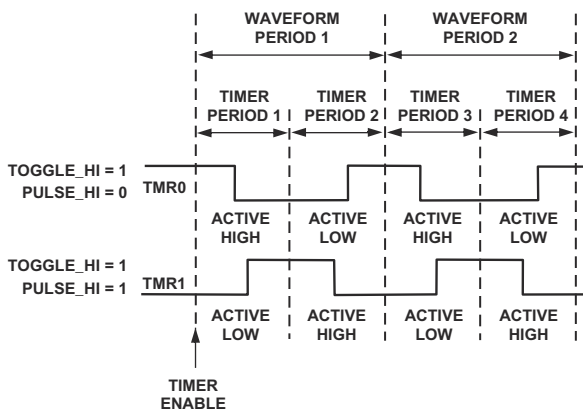 WAVEFORM
PERIOD 1
WAVEFORM
PERIOD 2
TIMER
PERIOD 1
TIMER
PERIOD 2
TIMER
PERIOD 3
TIMER
PERIOD 4
TOGGLE_HI = 1
PULSE_HI = 0
TMR0
ACTIVE
HIGH
ACTIVE
LOW
ACTIVE
HIGH
ACTIVE
LOW
TOGGLE_HI = 1
PULSE_HI = 1
TMR1
ACTIVE
LOW
ACTIVE
HIGH
ACTIVE
LOW
ACTIVE
HIGH
TIMER
ENABLE